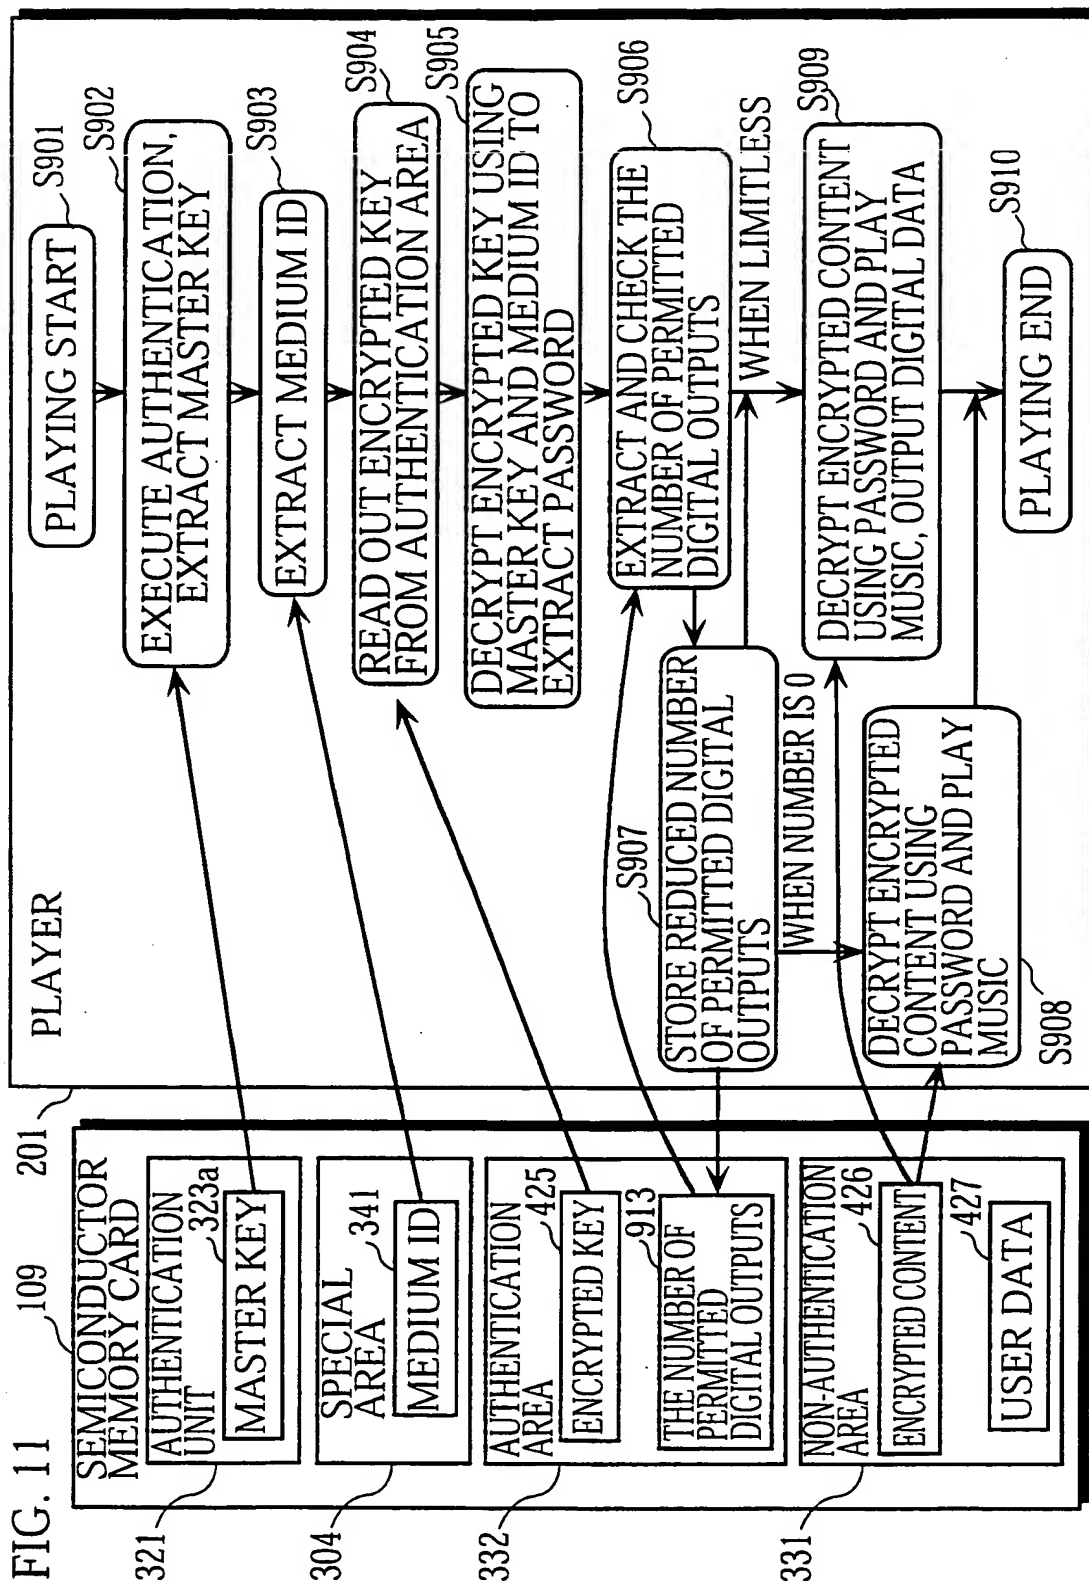 FIG. 11
109
201
SEMICONDUCTOR
MEMORY CARD
321
AUTHENTICATION
UNIT
323a
MASTER KEY
304
SPECIAL
AREA
341
MEDIUM ID
332
AUTHENTICATION
AREA
425
ENCRYPTED KEY
913
THE NUMBER OF
PERMITTED
DIGITAL OUTPUTS
331
NON-AUTHENTICATION
AREA
426
ENCRYPTED CONTENT
427
USER DATA
PLAYER
S901
PLAYING START
S902
EXECUTE AUTHENTICATION,
EXTRACT MASTER KEY
S903
EXTRACT MEDIUM ID
S904
READ OUT ENCRYPTED KEY
FROM AUTHENTICATION AREA
S905
DECRYPT ENCRYPTED KEY USING
MASTER KEY AND MEDIUM ID TO
EXTRACT PASSWORD
S906
EXTRACT AND CHECK THE
NUMBER OF PERMITTED
DIGITAL OUTPUTS
WHEN LIMITLESS
S907
STORE REDUCED NUMBER
OF PERMITTED DIGITAL
OUTPUTS
WHEN NUMBER IS 0
S909
DECRYPT ENCRYPTED CONTENT
USING PASSWORD AND PLAY
MUSIC, OUTPUT DIGITAL DATA
DECRYPT ENCRYPTED
CONTENT USING
PASSWORD AND PLAY
MUSIC
S908
S910
PLAYING END